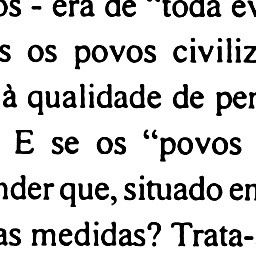 os - era de “toda ev
s os povos civiliz
à qualidade de per
E se os “povos
nder que, situado en
as medidas? Trata-